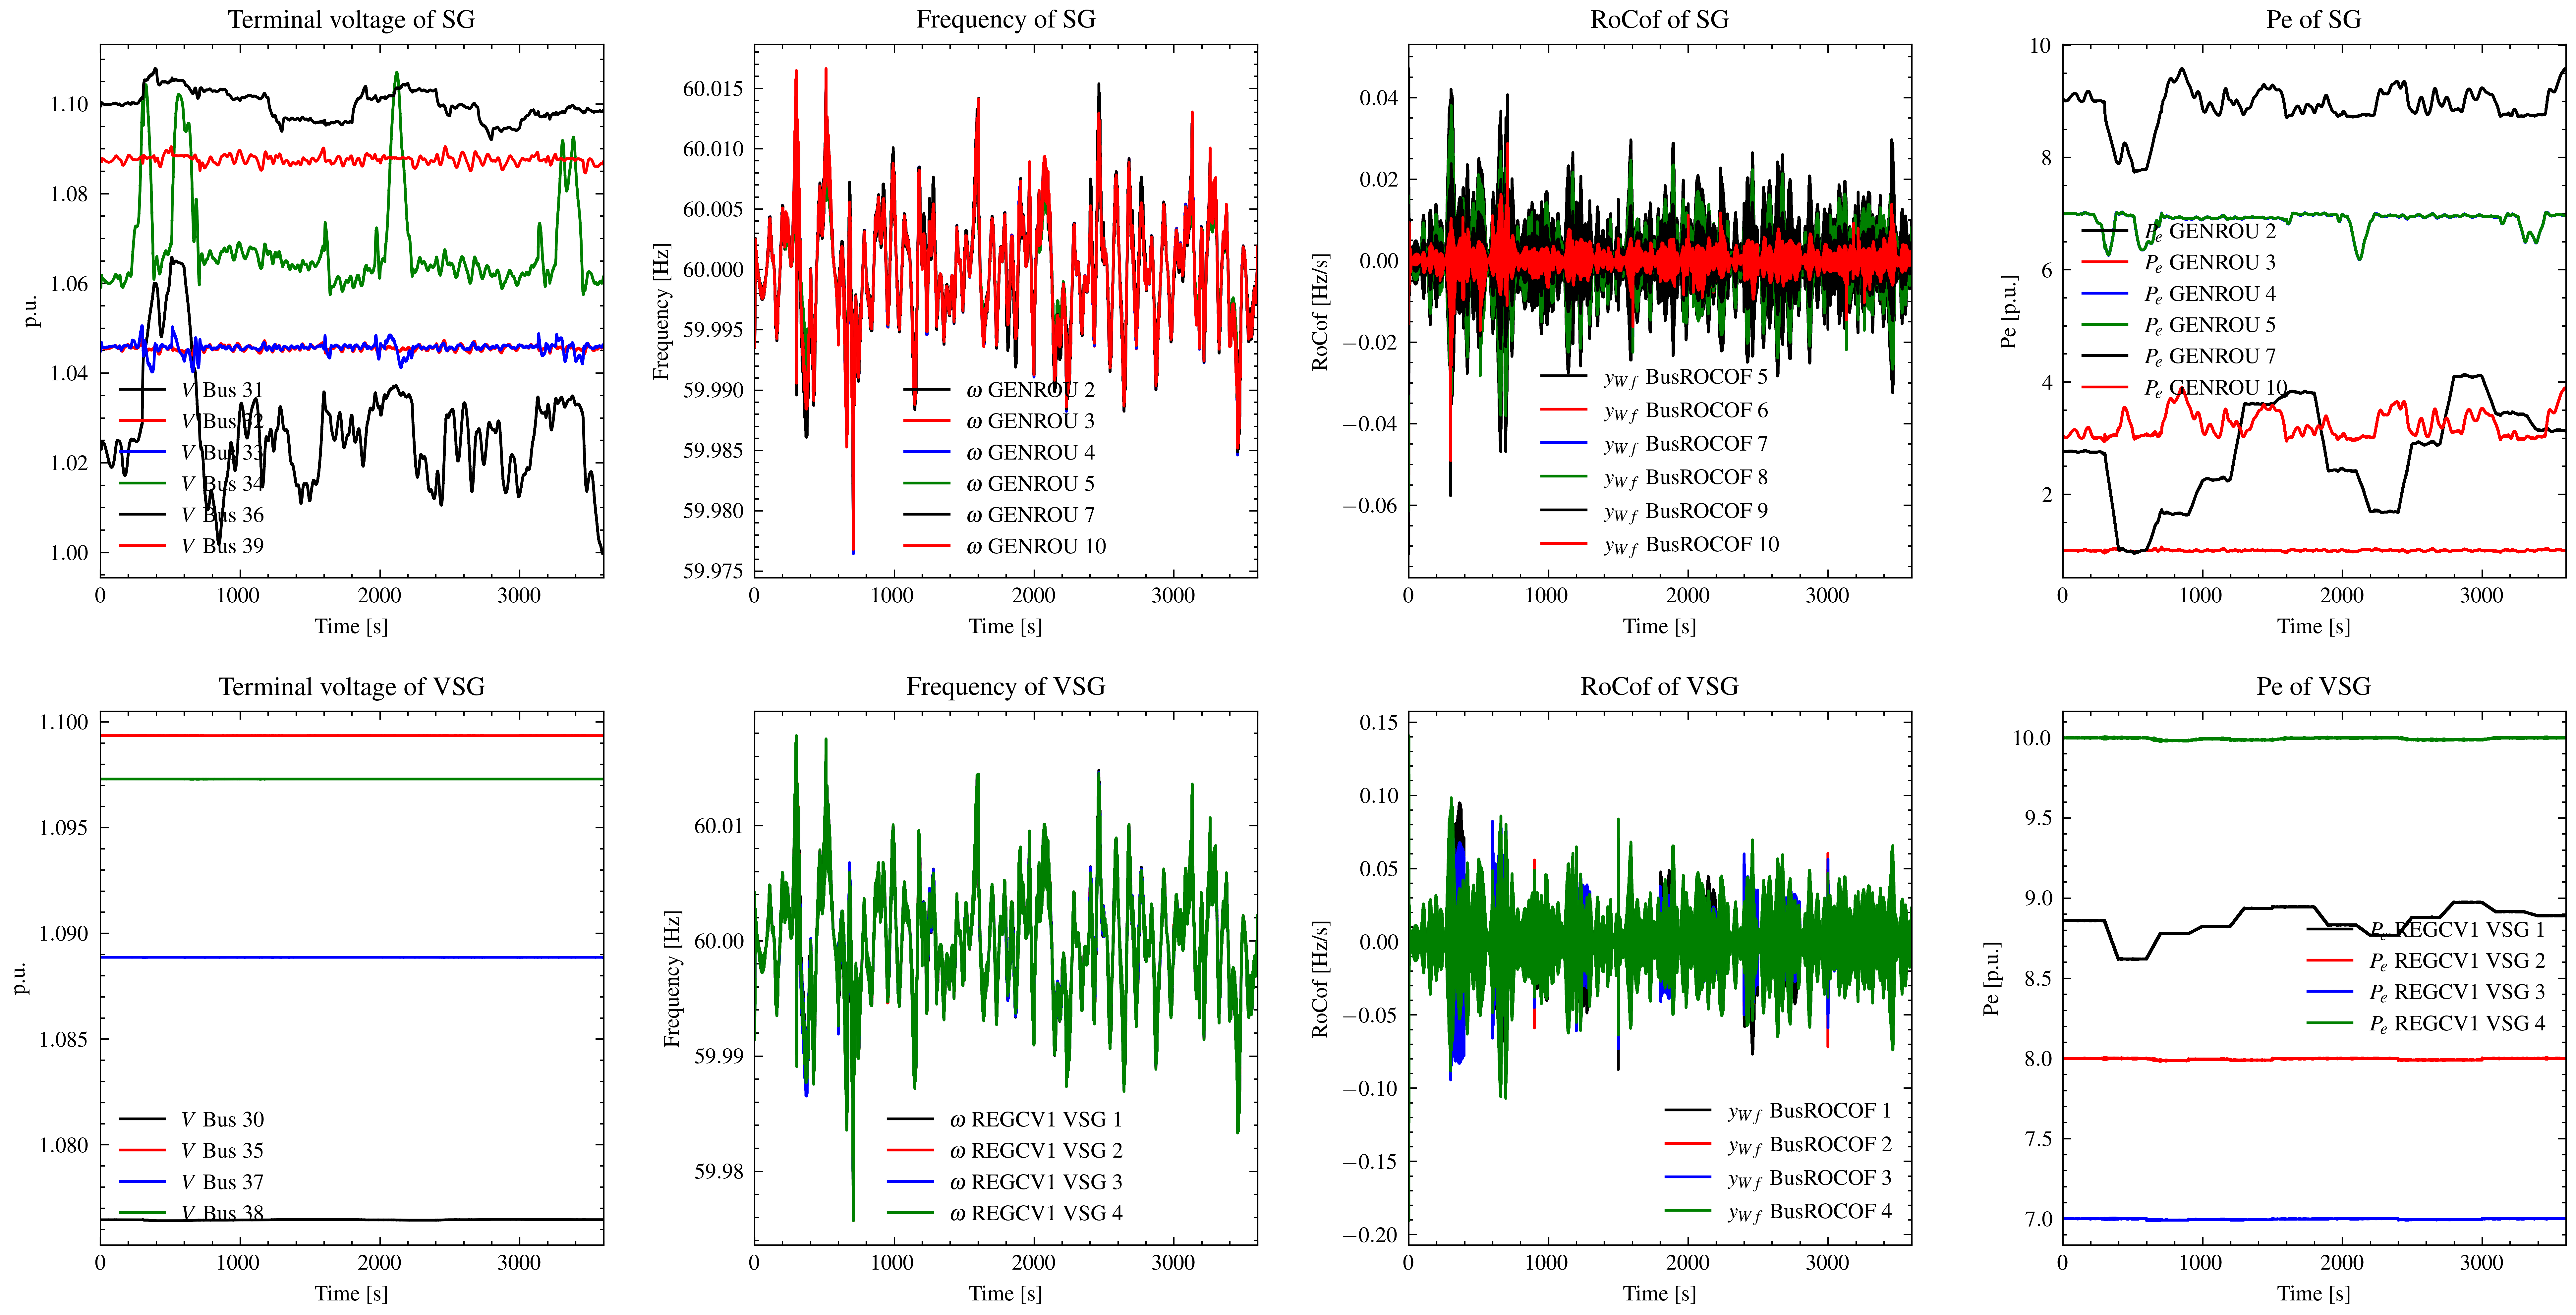 Terminal voltage of SG
p.u.
1.10
1.08
1.06
1.04
1.02
1.00
V Bus 31
V Bus 32
V Bus 33
V Bus 34
V Bus 36
V Bus 39
0 1000 2000 3000
Time [s]
Frequency of SG
Frequency [Hz]
60.015
60.010
60.005
60.000
59.995
59.990
59.985
59.980
59.975
ω GENROU 2
ω GENROU 3
ω GENROU 4
ω GENROU 5
ω GENROU 7
ω GENROU 10
0 1000 2000 3000
Time [s]
RoCof of SG
RoCof [Hz/s]
0.04
0.02
0.00
−0.02
−0.04
−0.06
yWf BusROCOF 5
yWf BusROCOF 6
yWf BusROCOF 7
yWf BusROCOF 8
yWf BusROCOF 9
yWf BusROCOF 10
0 1000 2000 3000
Time [s]
Pe of SG
Pe [p.u.]
10
8
6
4
2
Pe GENROU 2
Pe GENROU 3
Pe GENROU 4
Pe GENROU 5
Pe GENROU 7
Pe GENROU 10
0 1000 2000 3000
Time [s]
Terminal voltage of VSG
p.u.
1.100
1.095
1.090
1.085
1.080
V Bus 30
V Bus 35
V Bus 37
V Bus 38
0 1000 2000 3000
Time [s]
Frequency of VSG
Frequency [Hz]
60.01
60.00
59.99
59.98
ω REGCV1 VSG 1
ω REGCV1 VSG 2
ω REGCV1 VSG 3
ω REGCV1 VSG 4
0 1000 2000 3000
Time [s]
RoCof of VSG
RoCof [Hz/s]
0.15
0.10
0.05
0.00
−0.05
−0.10
−0.15
−0.20
yWf BusROCOF 1
yWf BusROCOF 2
yWf BusROCOF 3
yWf BusROCOF 4
0 1000 2000 3000
Time [s]
Pe of VSG
Pe [p.u.]
10.0
9.5
9.0
8.5
8.0
7.5
7.0
Pe REGCV1 VSG 1
Pe REGCV1 VSG 2
Pe REGCV1 VSG 3
Pe REGCV1 VSG 4
0 1000 2000 3000
Time [s]